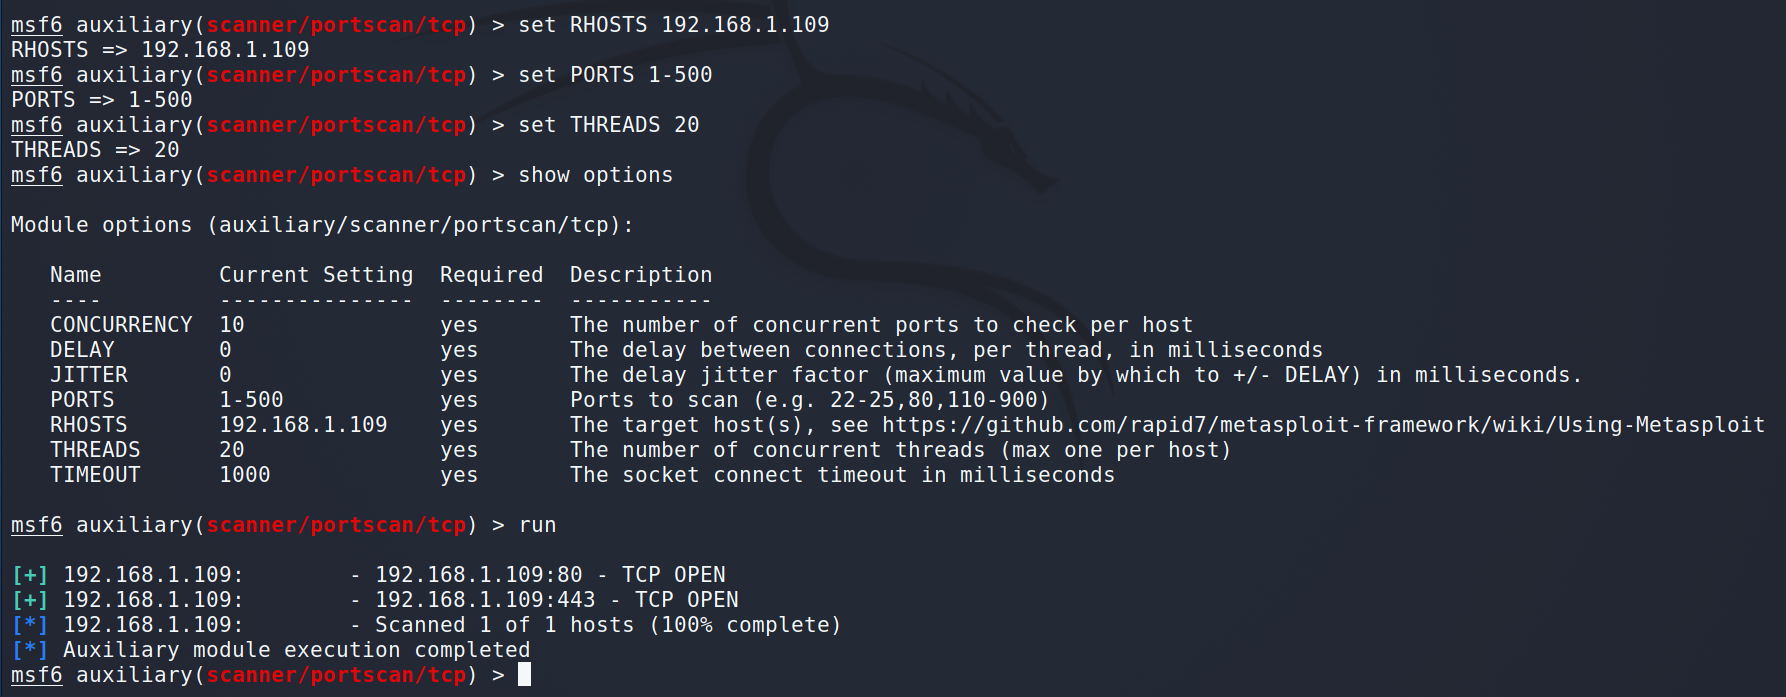 msf6 auxiliary(scanner/portscan/tcp) > set RHOSTS 192.168.1.109
RHOSTS => 192.168.1.109
msf6 auxiliary(scanner/portscan/tcp) > set PORTS 1-500
PORTS => 1-500
msf6 auxiliary(scanner/portscan/tcp) > set THREADS 20
THREADS => 20
msf6 auxiliary(scanner/portscan/tcp) > show options

Module options (auxiliary/scanner/portscan/tcp):

   Name         Current Setting  Required  Description
   ----         ---------------  --------  -----------
   CONCURRENCY  10               yes       The number of concurrent ports to check per host
   DELAY        0                yes       The delay between connections, per thread, in milliseconds
   JITTER       0                yes       The delay jitter factor (maximum value by which to +/- DELAY) in milliseconds.
   PORTS        1-500            yes       Ports to scan (e.g. 22-25,80,110-900)
   RHOSTS       192.168.1.109    yes       The target host(s), see https://github.com/rapid7/metasploit-framework/wiki/Using-Metasploit
   THREADS      20               yes       The number of concurrent threads (max one per host)
   TIMEOUT      1000             yes       The socket connect timeout in milliseconds

msf6 auxiliary(scanner/portscan/tcp) > run

[+] 192.168.1.109:        - 192.168.1.109:80 - TCP OPEN
[+] 192.168.1.109:        - 192.168.1.109:443 - TCP OPEN
[*] 192.168.1.109:        - Scanned 1 of 1 hosts (100% complete)
[*] Auxiliary module execution completed
msf6 auxiliary(scanner/portscan/tcp) >